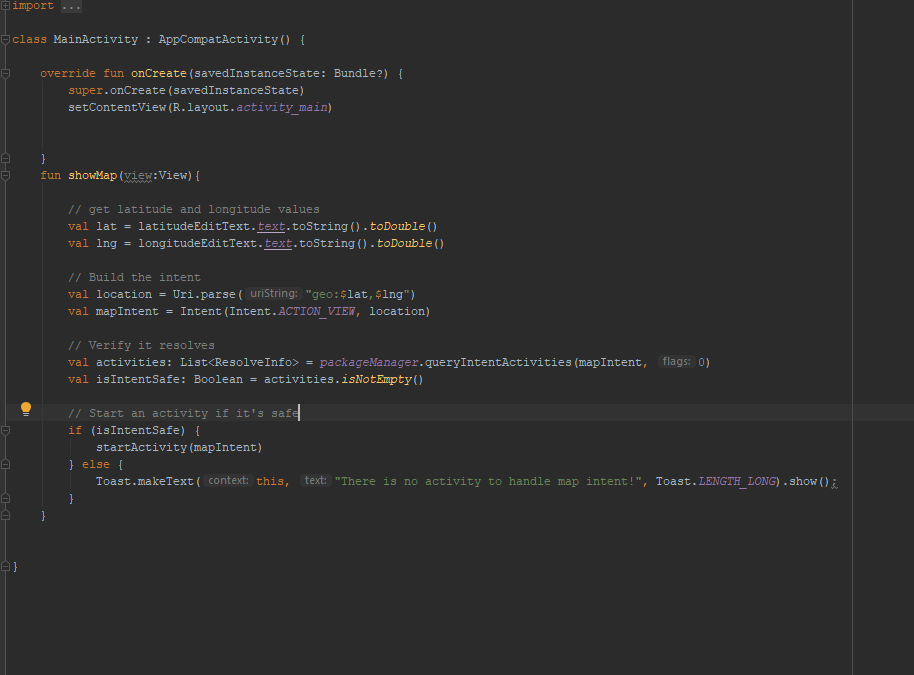 import ...
class MainActivity : AppCompatActivity() {
override fun onCreate(savedInstanceState: Bundle?) {
super.onCreate(savedInstanceState)
setContentView(R.layout.activity_main)
}
fun showMap(view:View){
// get latitude and longitude values
val lat = latitudeEditText.text.toString().toDouble()
val lng = longitudeEditText.text.toString().toDouble()
// Build the intent
val location = Uri.parse( uriString: "geo:$lat,$lng")
val mapIntent = Intent(Intent.ACTION_VIEW, location)
// Verify it resolves
val activities: List<ResolveInfo> = packageManager.queryIntentActivities(mapIntent, flags: 0)
val isIntentSafe: Boolean = activities.isNotEmpty()
// Start an activity if it's safe
if (isIntentSafe) {
startActivity(mapIntent)
} else {
Toast.makeText( context: this, text: "There is no activity to handle map intent!", Toast.LENGTH_LONG).show();
}
}
}